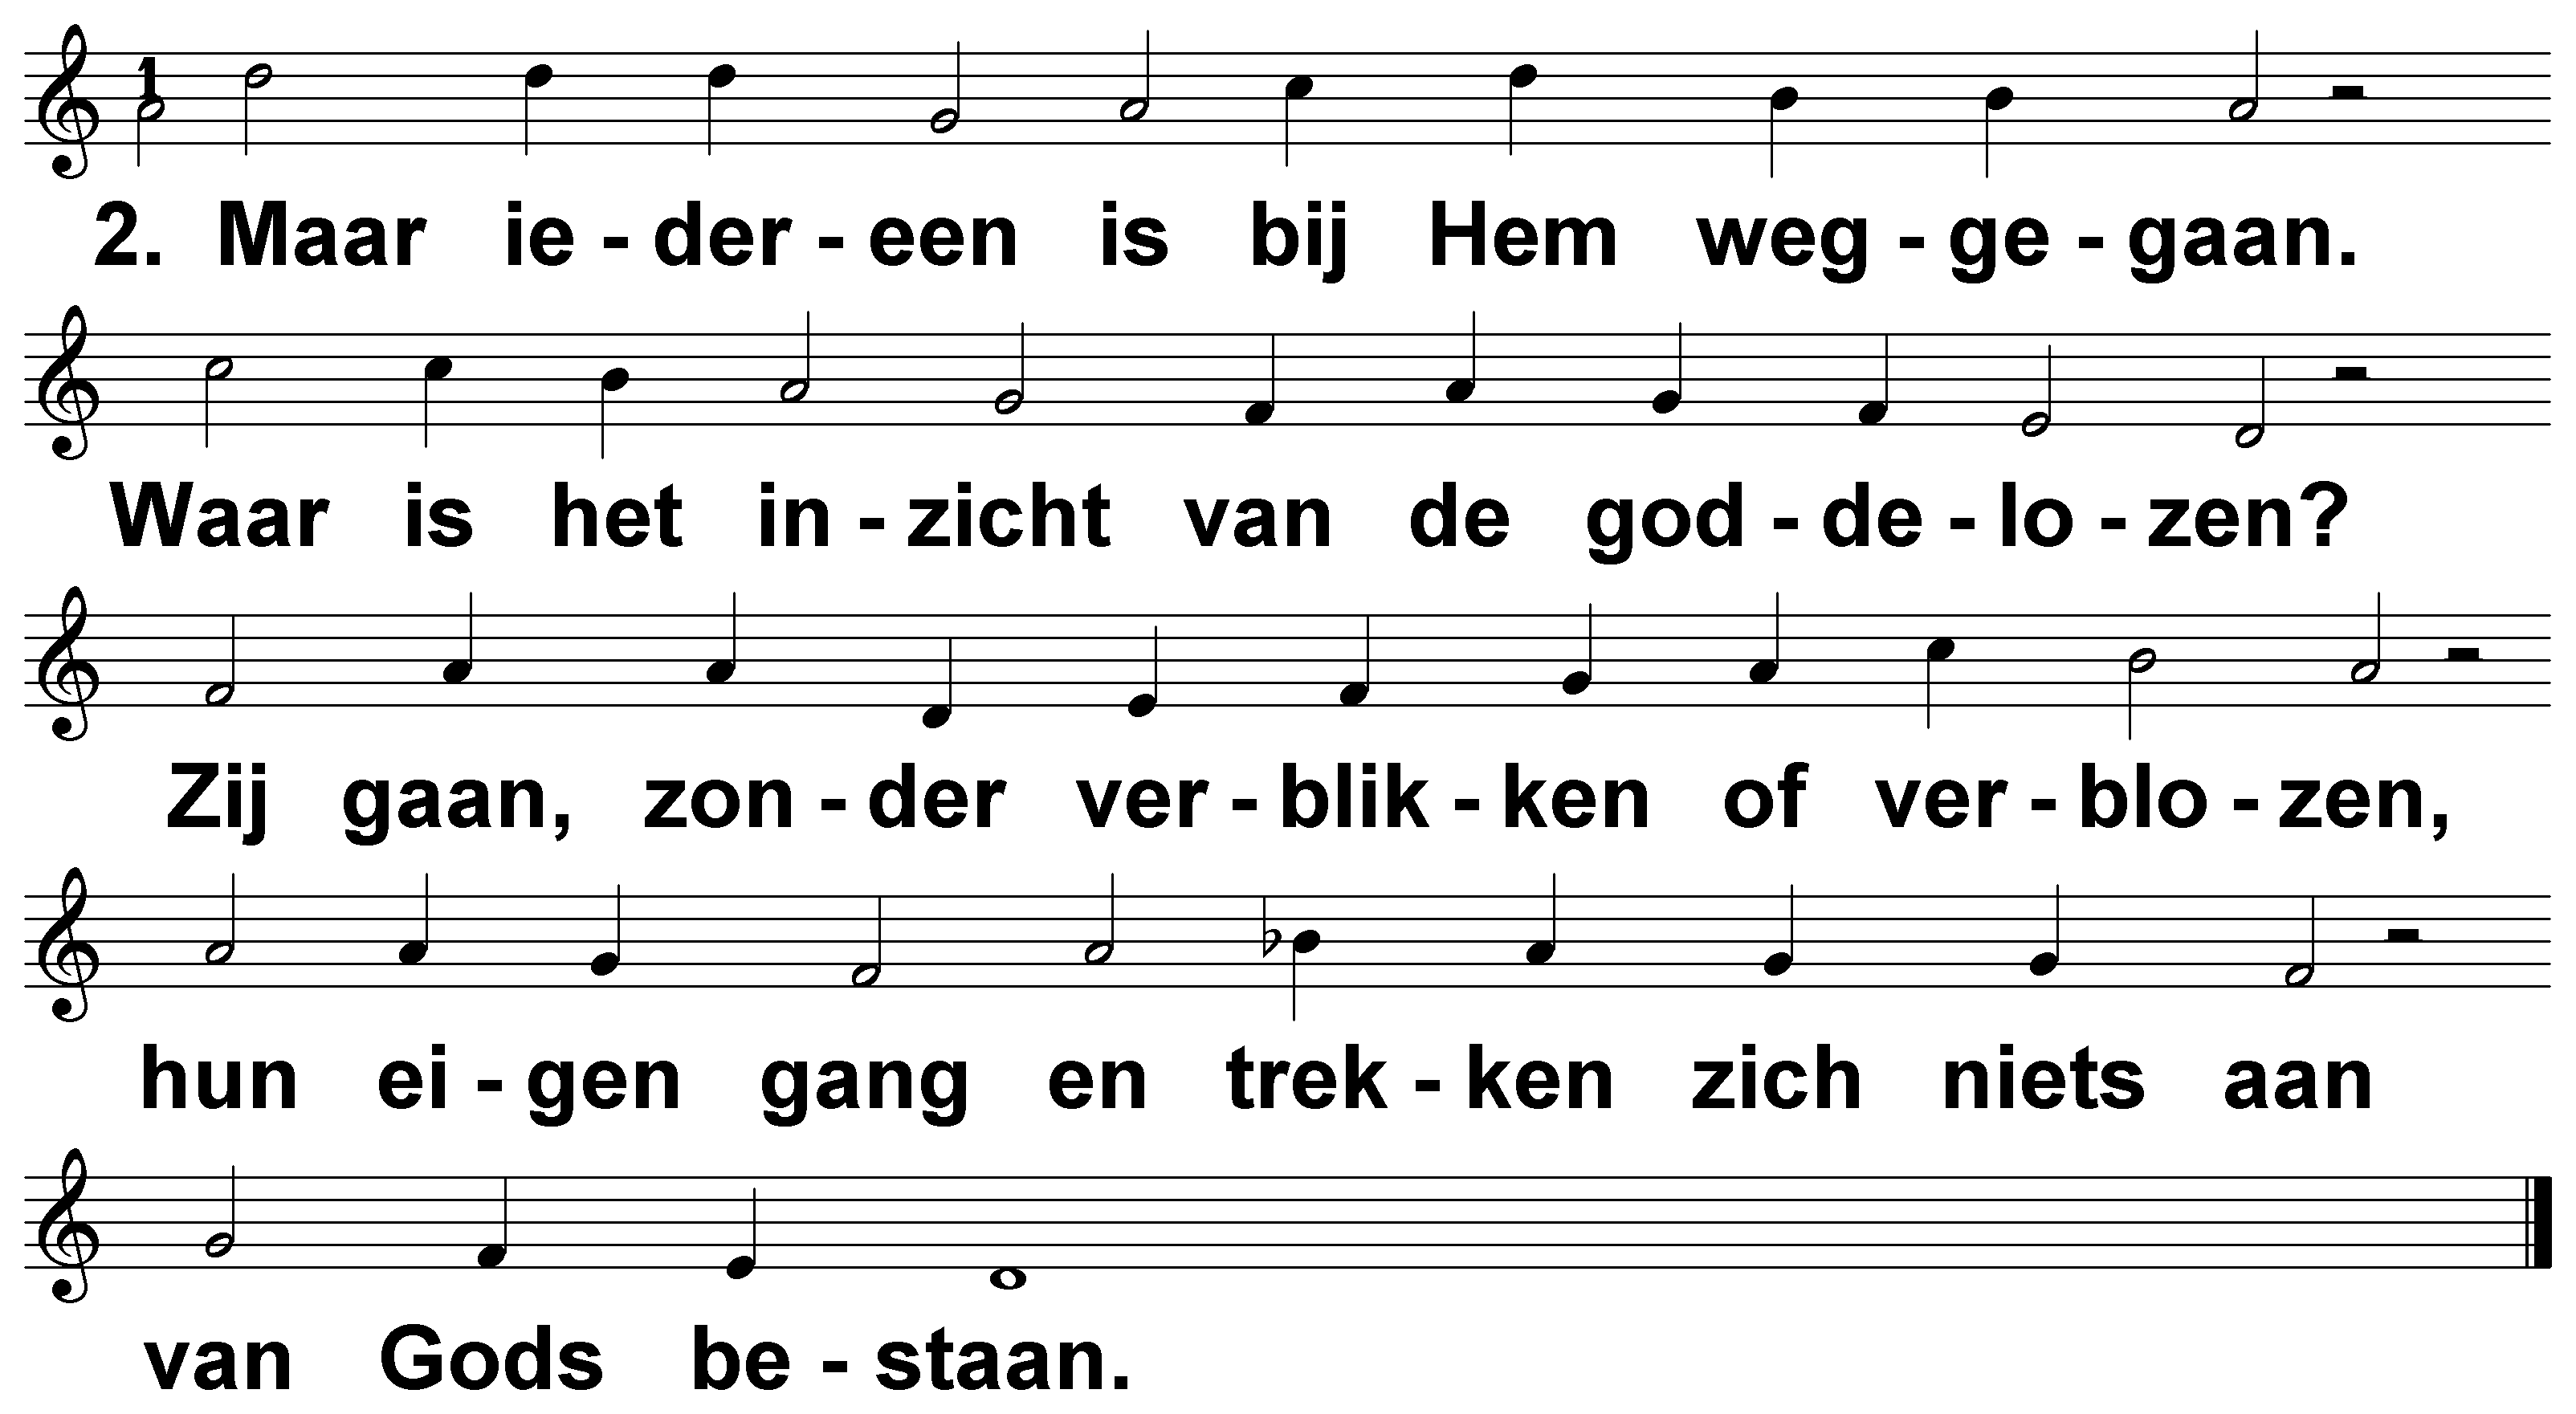 1
2. Maar ie - der - een is bij Hem weg - ge - gaan.
Waar is het in - zicht van de god - de - lo - zen?
Zij gaan, zon - der ver - blik - ken of ver - blo - zen,
hun ei - gen gang en trek - ken zich niets aan
van Gods be - staan.